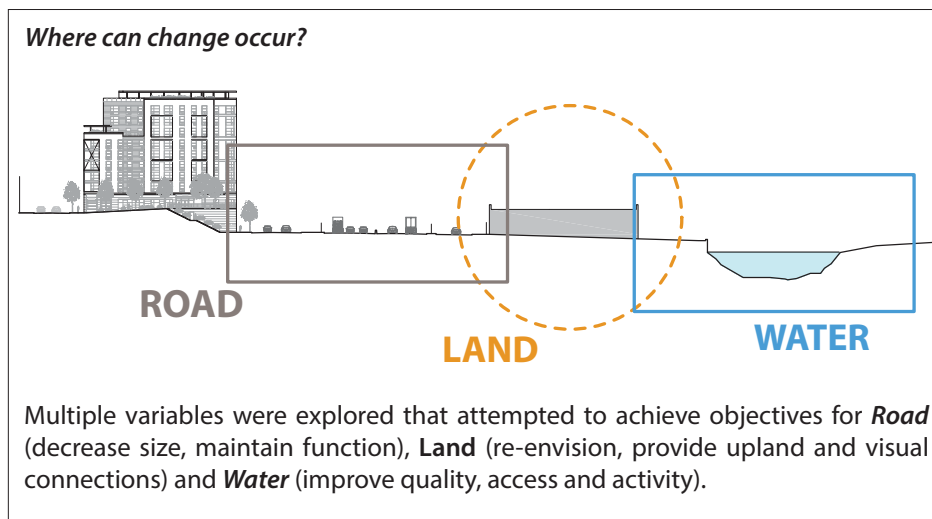 Where can change occur?
ROAD
LAND
WATER
Multiple variables were explored that attempted to achieve objectives for Road
(decrease size, maintain function), Land (re-envision, provide upland and visual
connections) and Water (improve quality, access and activity).